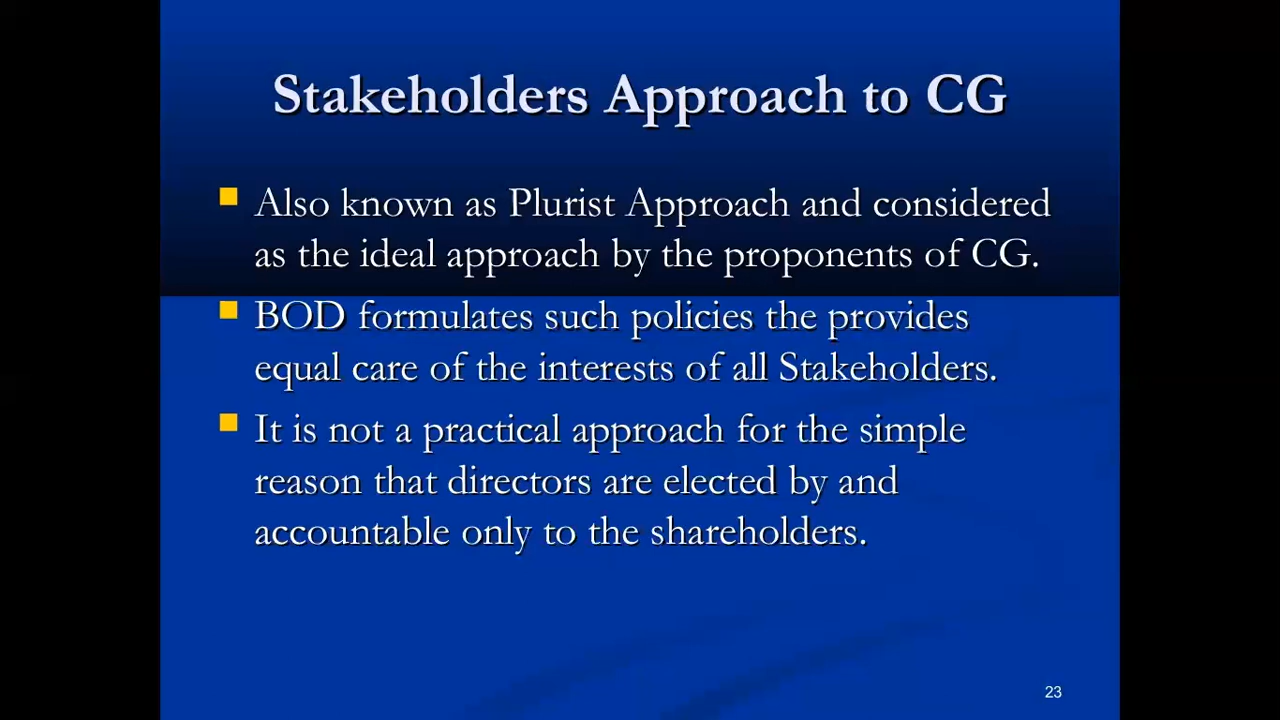 Stakeholders Approach to CG
Also known as Plurist Approach and considered
as the ideal approach by the proponents of CG.
BOD formulates such policies the provides
equal care of the interests of all Stakeholders.
It is not a practical approach for the simple
reason that directors are elected by and
accountable only to the shareholders.
23